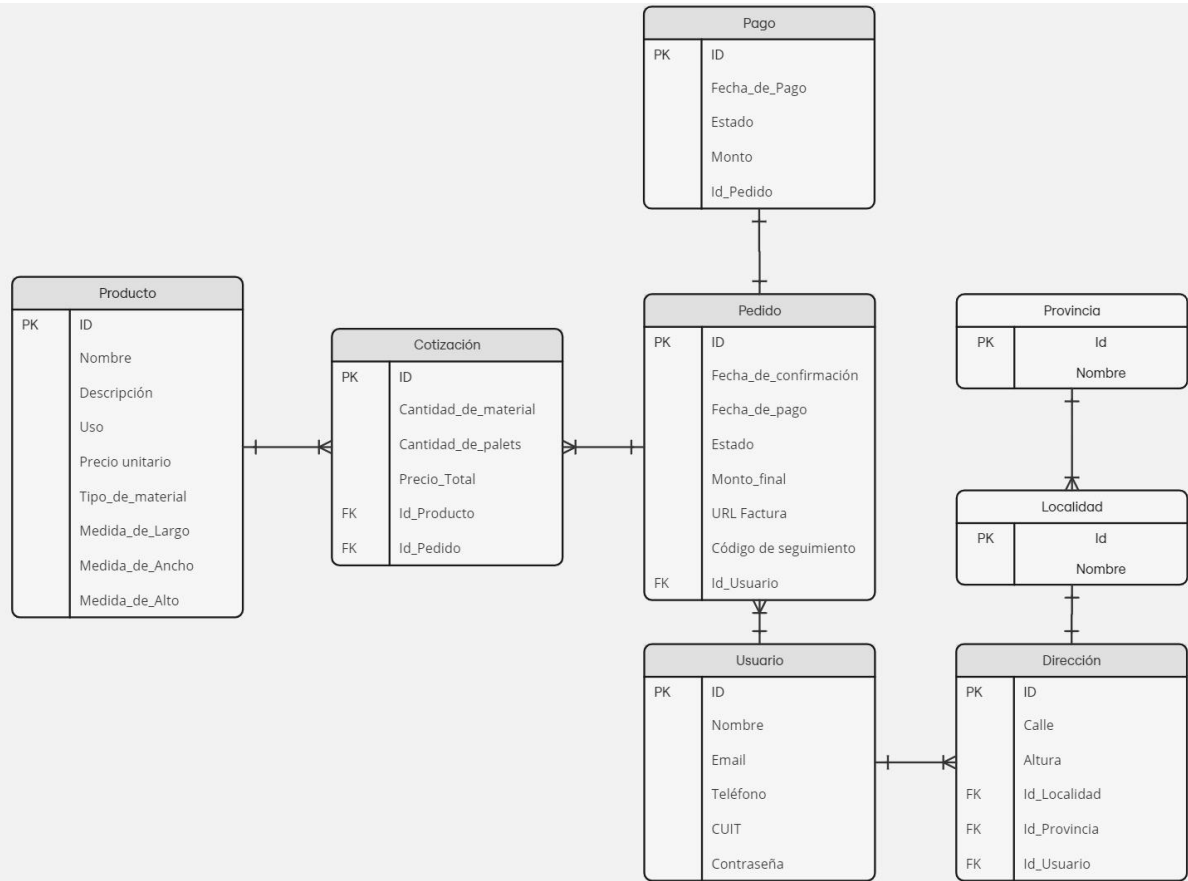 Pago
PK ID
Fecha_de_Pago
Estado
Monto
Id_Pedido
Producto
PK ID
Nombre
Descripción
Uso
Precio unitario
Tipo_de_material
Medida_de_Largo
Medida_de_Ancho
Medida_de_Alto
Cotización
PK ID
Cantidad_de_material
Cantidad_de_palets
Precio_Total
FK Id_Producto
FK Id_Pedido
Pedido
PK ID
Fecha_de_confirmación
Fecha_de_pago
Estado
Monto_final
URL Factura
Código de seguimiento
FK Id_Usuario
Provincia
PK Id
Nombre
Localidad
PK Id
Nombre
Usuario
PK ID
Nombre
Email
Teléfono
CUIT
Contraseña
Dirección
PK ID
Calle
Altura
FK Id_Localidad
FK Id_Provincia
FK Id_Usuario